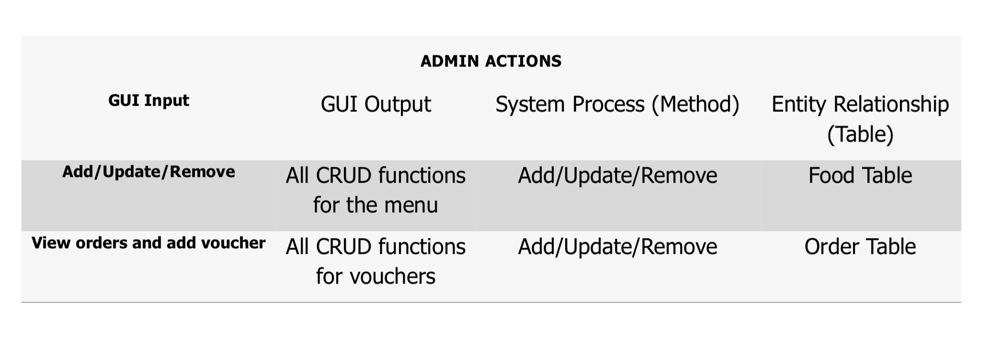 ADMIN ACTIONS
GUI Input GUI Output System Process (Method) Entity Relationship
(Table)
Add/Update/Remove All CRUD functions Add/Update/Remove Food Table
for the menu
View orders and add voucher All CRUD functions Add/Update/Remove Order Table
for vouchers